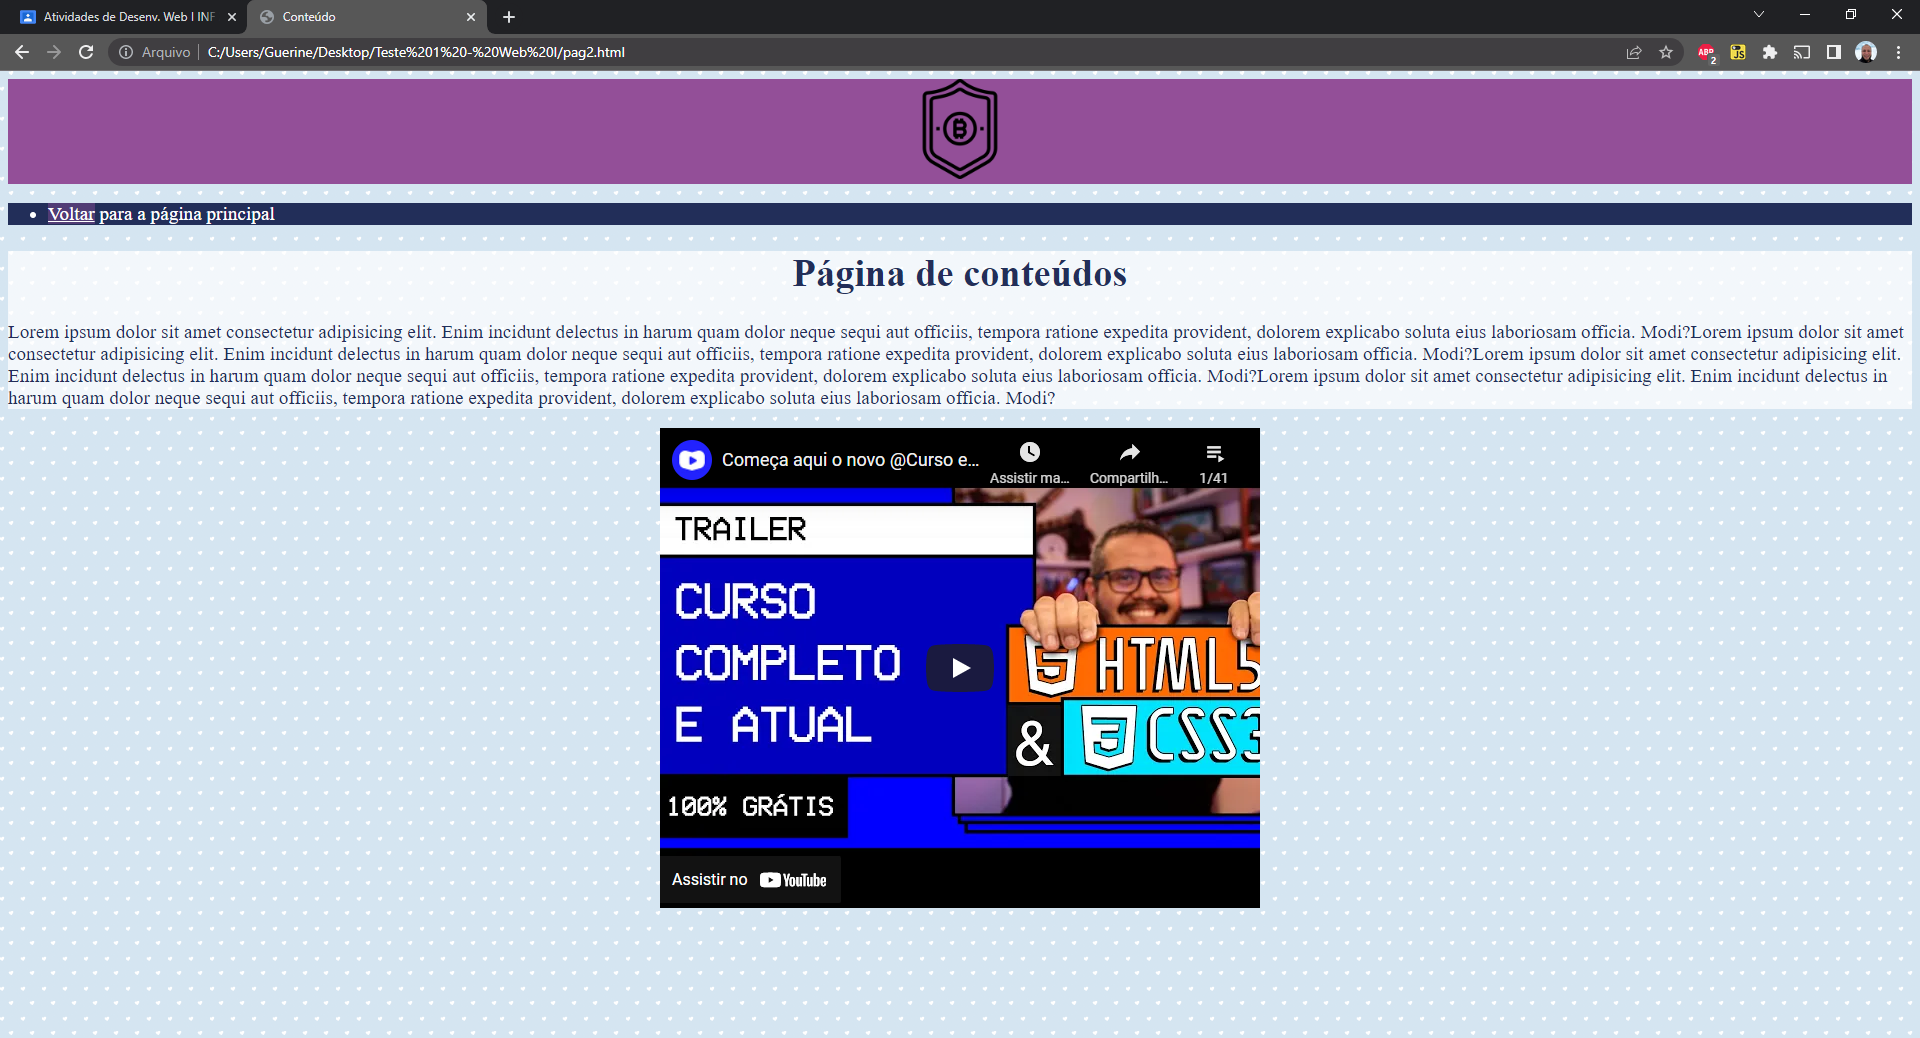 Atividades de Desenv. Web I INF
Conteúdo
Arquivo
C:/Users/Guerine/Desktop/Teste%201%20-%20Web%20I/pag2.html
ABP
2
JS
B
Voltar para a página principal
Página de conteúdos
Lorem ipsum dolor sit amet consectetur adipisicing elit. Enim incidunt delectus in harum quam dolor neque sequi aut officiis, tempora ratione expedita provident, dolorem explicabo soluta eius laboriosam officia. Modi?Lorem ipsum dolor sit amet
consectetur adipisicing elit. Enim incidunt delectus in harum quam dolor neque sequi aut officiis, tempora ratione expedita provident, dolorem explicabo soluta eius laboriosam officia. Modi?Lorem ipsum dolor sit amet consectetur adipisicing elit.
Enim incidunt delectus in harum quam dolor neque sequi aut officiis, tempora ratione expedita provident, dolorem explicabo soluta eius laboriosam officia. Modi?Lorem ipsum dolor sit amet consectetur adipisicing elit. Enim incidunt delectus in
harum quam dolor neque sequi aut officiis, tempora ratione expedita provident, dolorem explicabo soluta eius laboriosam officia. Modi?
Começa aqui o novo @Curso e...
Assistir ma...
Compartilh...
1/41
TRAILER
CURSO
COMPLETO
E ATUAL
HTML5
& CSS3
100% GRÁTIS
Assistir no YouTube